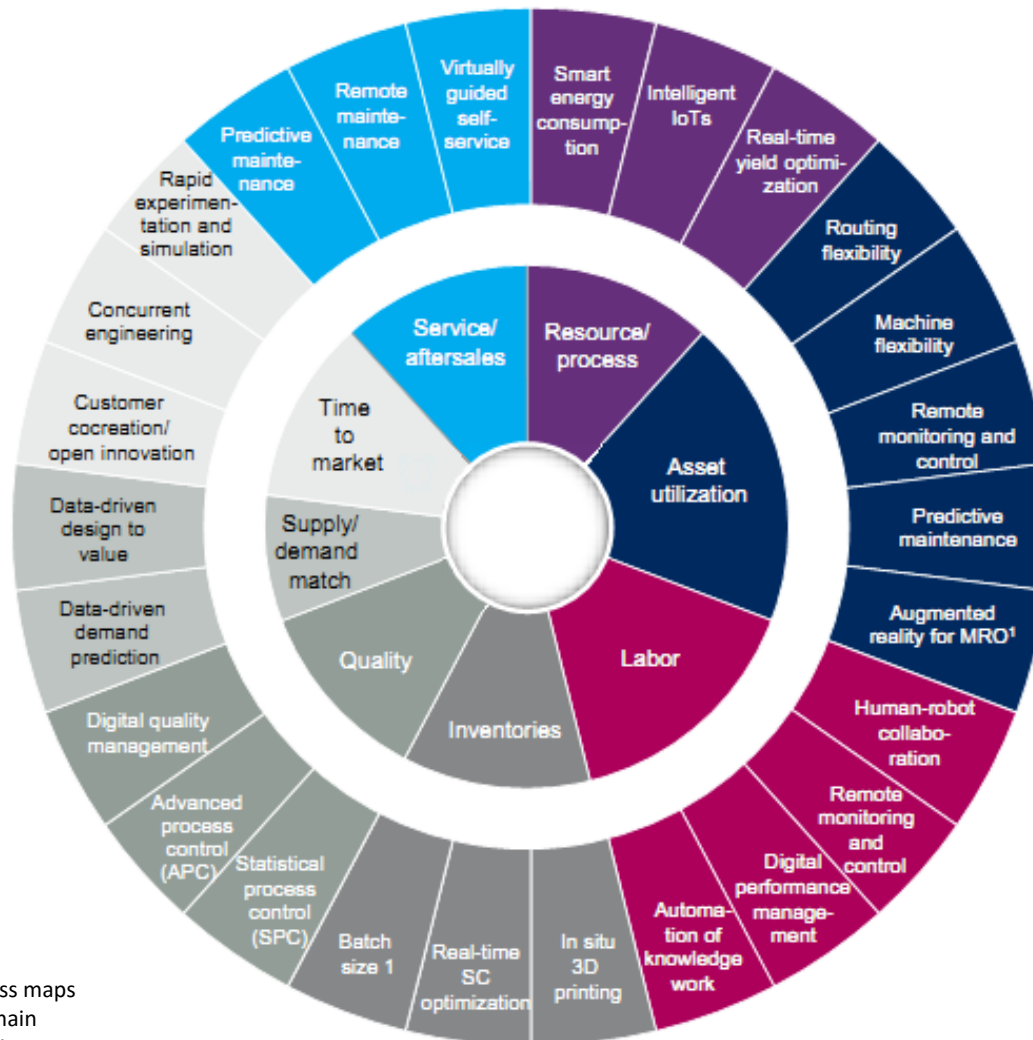 Virtually
guided
self-
service
Smart
energy
consump-
tion
Intelligent
IoTs
Real-time
yield optimi-
zation
Routing
flexibility
Machine
flexibility
Remote
monitoring and
control
Predictive
maintenance
Augmented
reality for MRO¹
Human-robot
collabo-
ration
Remote
monitoring
and
control
Digital
performance
manage-
ment
Automa-
tion of
knowledge
work
In situ
3D
printing
Real-time
SC
optimization
Batch
size 1
Statistical
process
control
(SPC)
Advanced
process
control
(APC)
Digital quality
management
Data-driven
demand
prediction
Data-driven
design to
value
Customer
cocreation/
open innovation
Concurrent
engineering
Rapid
experimen-
tation and
simulation
Predictive
mainte-
nance
Remote
mainte-
nance
Service/
aftersales
Resource/
process
Asset
utilization
Labor
Inventories
Quality
Supply/
demand
match
Time
to
market
ss maps